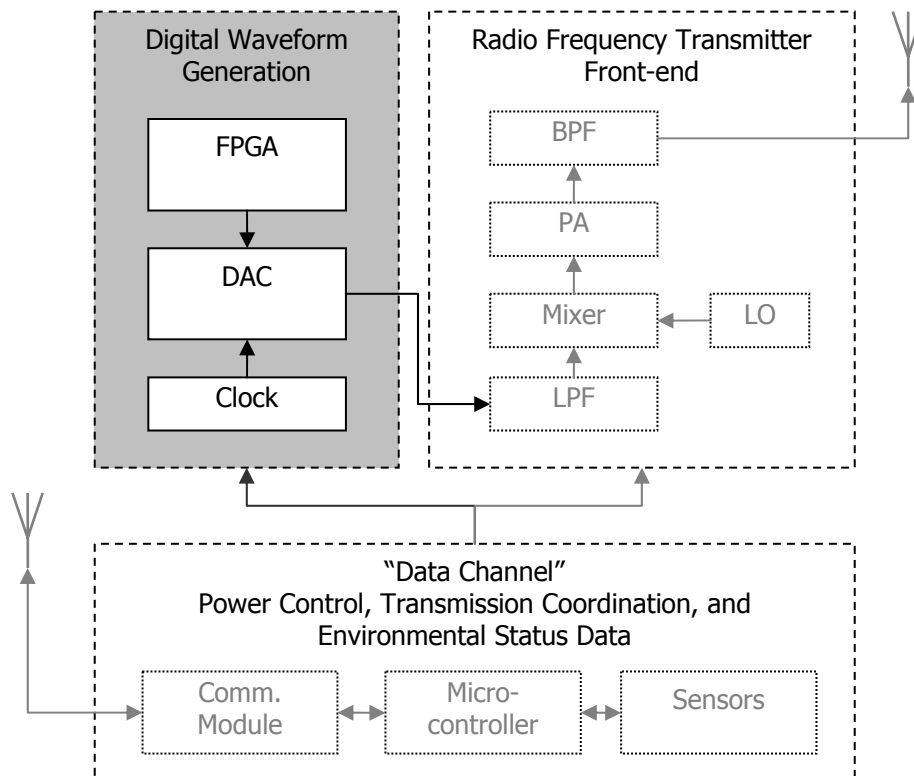 Digital Waveform
Generation
FPGA
DAC
Clock
Radio Frequency Transmitter
Front-end
BPF
PA
Mixer
LO
LPF
“Data Channel”
Power Control, Transmission Coordination, and
Environmental Status Data
Comm.
Module
Micro-
controller
Sensors